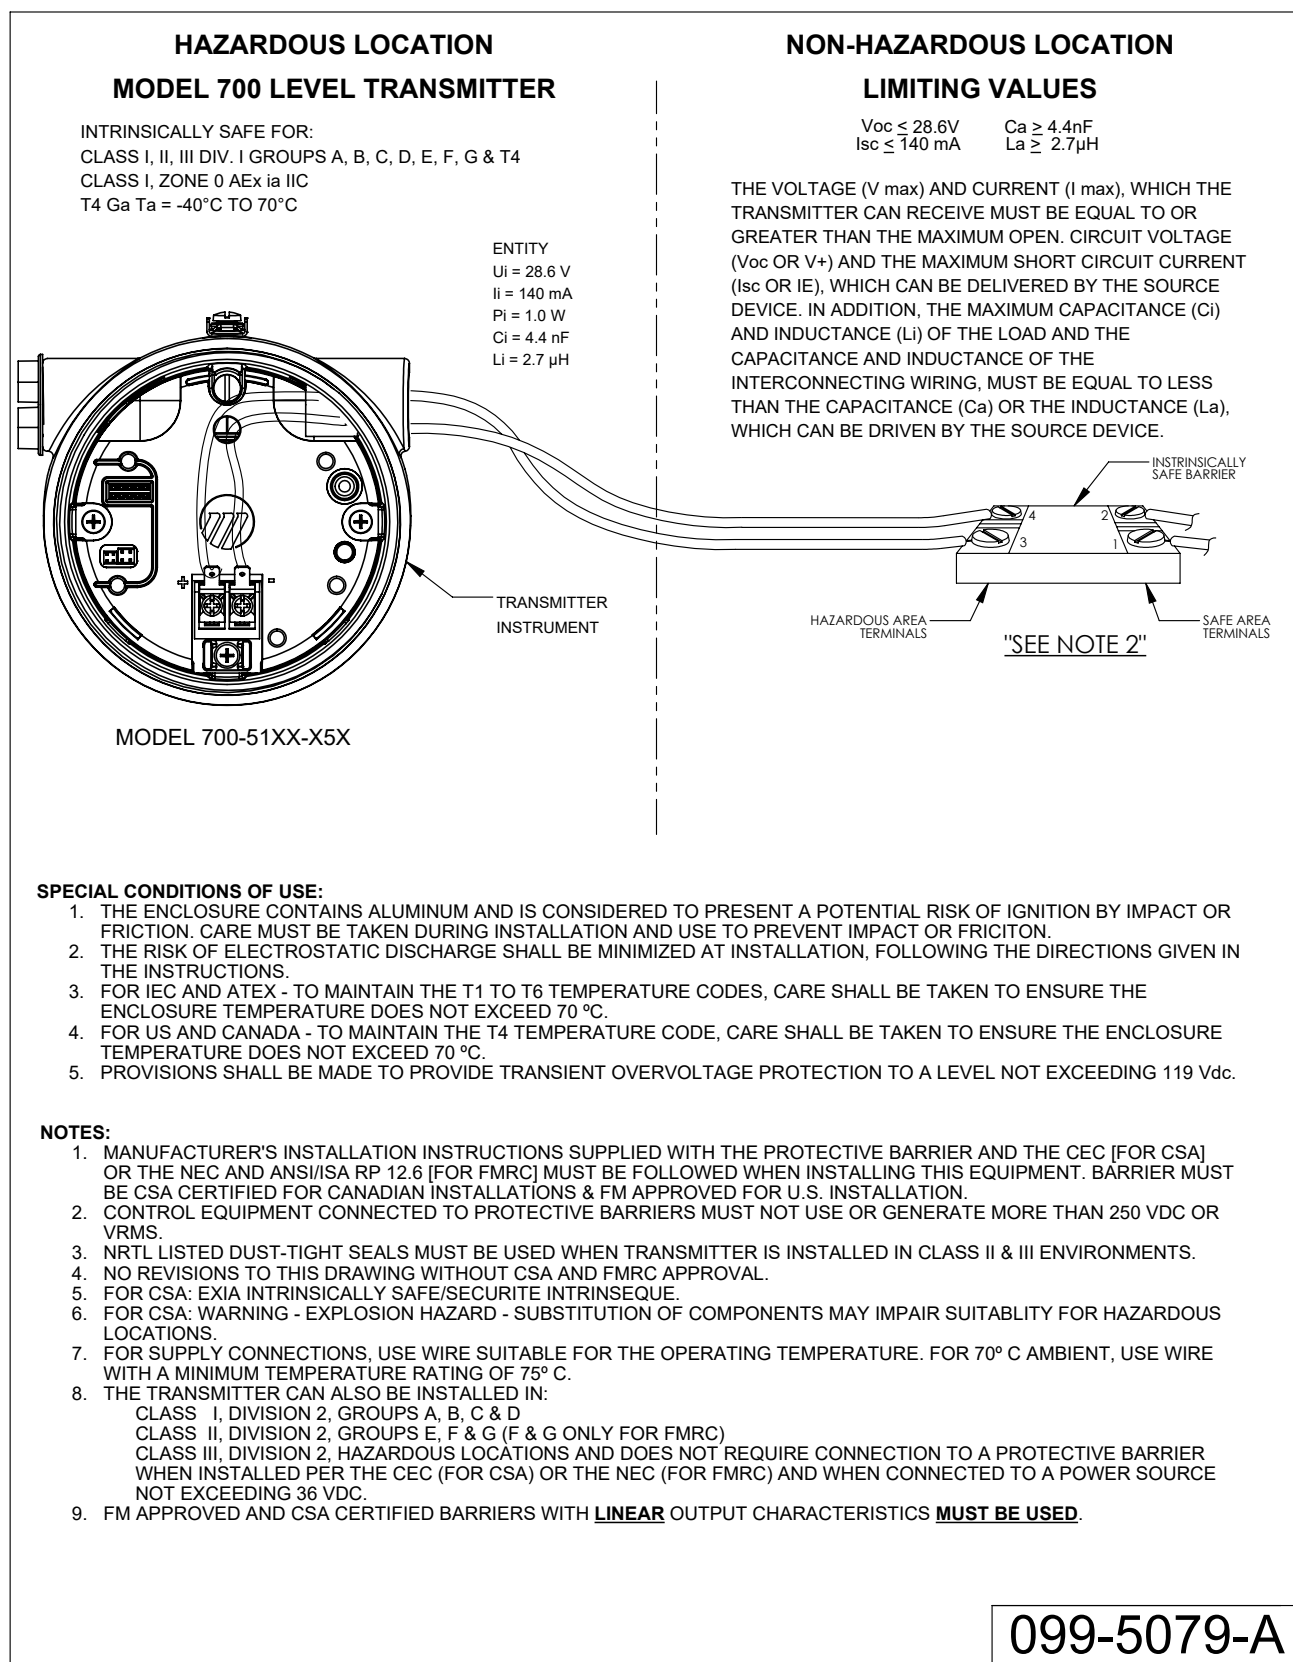 HAZARDOUS LOCATION
MODEL 700 LEVEL TRANSMITTER
INTRINSICALLY SAFE FOR:
CLASS I, II, III DIV. I GROUPS A, B, C, D, E, F, G & T4
CLASS I, ZONE 0 AEx ia IIC
T4 Ga Ta = -40°C TO 70°C
ENTITY
Ui = 28.6 V
Ii = 140 mA
Pi = 1.0 W
Ci = 4.4 nF
Li = 2.7 µH
+ -
TRANSMITTER
INSTRUMENT
MODEL 700-51XX-X5X
NON-HAZARDOUS LOCATION
LIMITING VALUES
Voc ≤ 28.6V Ca ≥ 4.4nF
Isc ≤ 140 mA La ≥ 2.7µH
THE VOLTAGE (V max) AND CURRENT (I max), WHICH THE
TRANSMITTER CAN RECEIVE MUST BE EQUAL TO OR
GREATER THAN THE MAXIMUM OPEN. CIRCUIT VOLTAGE
(Voc OR V+) AND THE MAXIMUM SHORT CIRCUIT CURRENT
(Isc OR IE), WHICH CAN BE DELIVERED BY THE SOURCE
DEVICE. IN ADDITION, THE MAXIMUM CAPACITANCE (Ci)
AND INDUCTANCE (Li) OF THE LOAD AND THE
CAPACITANCE AND INDUCTANCE OF THE
INTERCONNECTING WIRING, MUST BE EQUAL TO LESS
THAN THE CAPACITANCE (Ca) OR THE INDUCTANCE (La),
WHICH CAN BE DRIVEN BY THE SOURCE DEVICE.
INSTRINSICALLY
SAFE BARRIER
4 2
3 1
HAZARDOUS AREA
TERMINALS
SAFE AREA
TERMINALS
"SEE NOTE 2"
SPECIAL CONDITIONS OF USE:
1. THE ENCLOSURE CONTAINS ALUMINUM AND IS CONSIDERED TO PRESENT A POTENTIAL RISK OF IGNITION BY IMPACT OR
FRICTION. CARE MUST BE TAKEN DURING INSTALLATION AND USE TO PREVENT IMPACT OR FRICITON.
2. THE RISK OF ELECTROSTATIC DISCHARGE SHALL BE MINIMIZED AT INSTALLATION, FOLLOWING THE DIRECTIONS GIVEN IN
THE INSTRUCTIONS.
3. FOR IEC AND ATEX - TO MAINTAIN THE T1 TO T6 TEMPERATURE CODES, CARE SHALL BE TAKEN TO ENSURE THE
ENCLOSURE TEMPERATURE DOES NOT EXCEED 70 ºC.
4. FOR US AND CANADA - TO MAINTAIN THE T4 TEMPERATURE CODE, CARE SHALL BE TAKEN TO ENSURE THE ENCLOSURE
TEMPERATURE DOES NOT EXCEED 70 ºC.
5. PROVISIONS SHALL BE MADE TO PROVIDE TRANSIENT OVERVOLTAGE PROTECTION TO A LEVEL NOT EXCEEDING 119 Vdc.
NOTES:
1. MANUFACTURER'S INSTALLATION INSTRUCTIONS SUPPLIED WITH THE PROTECTIVE BARRIER AND THE CEC [FOR CSA]
OR THE NEC AND ANSI/ISA RP 12.6 [FOR FMRC] MUST BE FOLLOWED WHEN INSTALLING THIS EQUIPMENT. BARRIER MUST
BE CSA CERTIFIED FOR CANADIAN INSTALLATIONS & FM APPROVED FOR U.S. INSTALLATION.
2. CONTROL EQUIPMENT CONNECTED TO PROTECTIVE BARRIERS MUST NOT USE OR GENERATE MORE THAN 250 VDC OR
VRMS.
3. NRTL LISTED DUST-TIGHT SEALS MUST BE USED WHEN TRANSMITTER IS INSTALLED IN CLASS II & III ENVIRONMENTS.
4. NO REVISIONS TO THIS DRAWING WITHOUT CSA AND FMRC APPROVAL.
5. FOR CSA: EXIA INTRINSICALLY SAFE/SECURITE INTRINSEQUE.
6. FOR CSA: WARNING - EXPLOSION HAZARD - SUBSTITUTION OF COMPONENTS MAY IMPAIR SUITABLITY FOR HAZARDOUS
LOCATIONS.
7. FOR SUPPLY CONNECTIONS, USE WIRE SUITABLE FOR THE OPERATING TEMPERATURE. FOR 70º C AMBIENT, USE WIRE
WITH A MINIMUM TEMPERATURE RATING OF 75º C.
8. THE TRANSMITTER CAN ALSO BE INSTALLED IN:
CLASS I, DIVISION 2, GROUPS A, B, C & D
CLASS II, DIVISION 2, GROUPS E, F & G (F & G ONLY FOR FMRC)
CLASS III, DIVISION 2, HAZARDOUS LOCATIONS AND DOES NOT REQUIRE CONNECTION TO A PROTECTIVE BARRIER
WHEN INSTALLED PER THE CEC (FOR CSA) OR THE NEC (FOR FMRC) AND WHEN CONNECTED TO A POWER SOURCE
NOT EXCEEDING 36 VDC.
9. FM APPROVED AND CSA CERTIFIED BARRIERS WITH LINEAR OUTPUT CHARACTERISTICS MUST BE USED.
099-5079-A